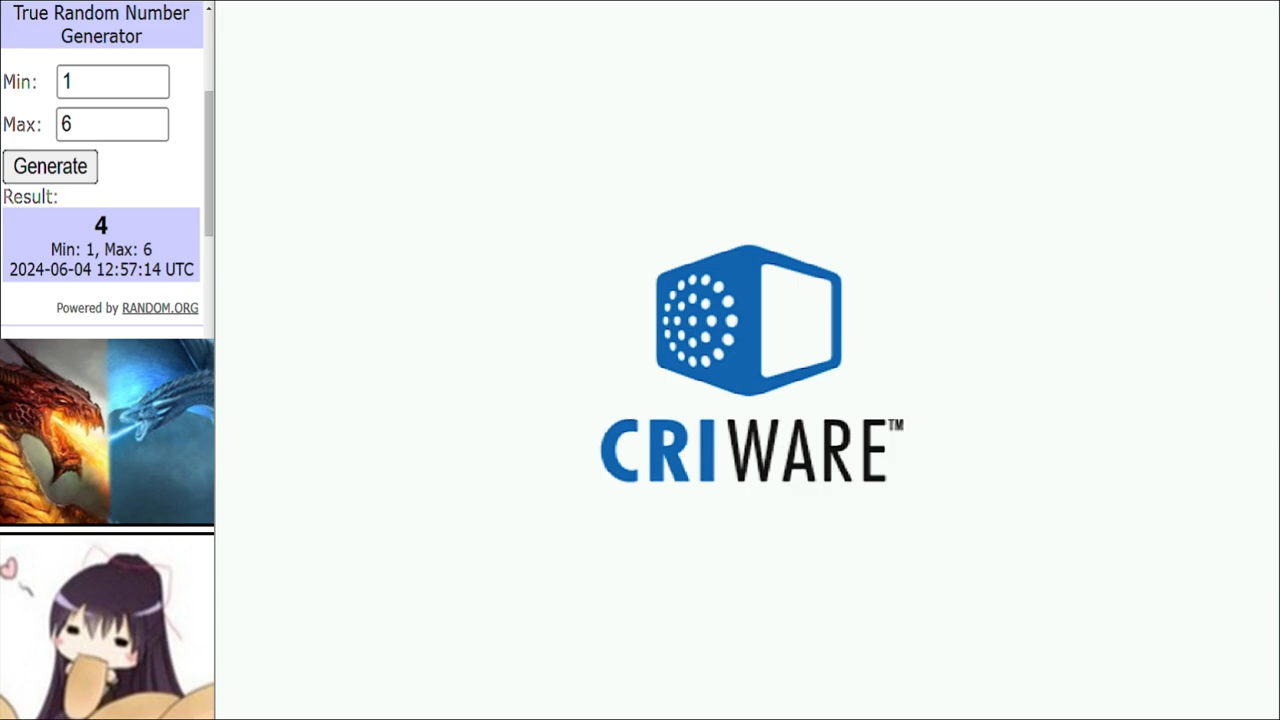 True Random Number
Generator
Min: 1
Max: 6
Generate
Result:
4
Min: 1, Max: 6
2024-06-04 12:57:14 UTC
Powered by RANDOM.ORG
CRIWARE™